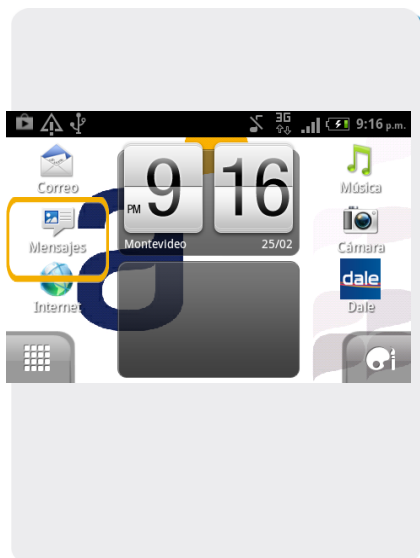 3G
9:16 p.m.
Correo
Mensajes
Internet
PM
9
16
Montevideo
25/02
Música
Cámara
dale
Dale